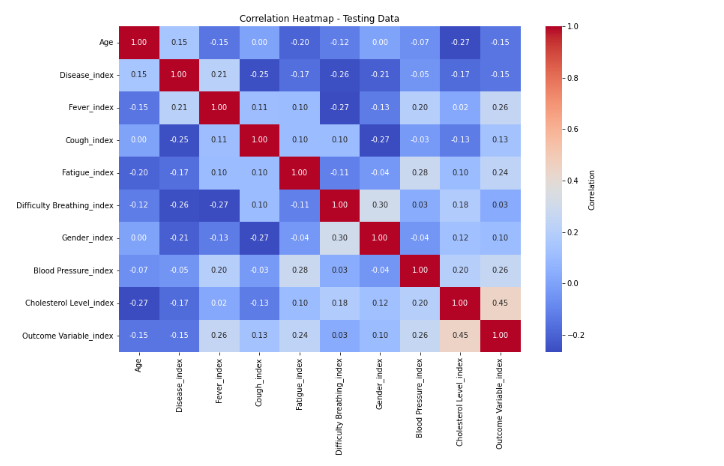 Correlation Heatmap - Testing Data
Age 1.00 0.15 -0.15 0.00 -0.20 -0.12 0.00 -0.07 -0.27 -0.15
Disease_index 0.15 1.00 0.21 -0.25 -0.17 -0.26 -0.21 -0.05 -0.17 -0.15
Fever_index -0.15 0.21 1.00 0.11 0.10 -0.27 -0.13 0.20 0.02 0.26
Cough_index 0.00 -0.25 0.11 1.00 0.10 0.10 -0.27 -0.03 -0.13 0.13
Fatigue_index -0.20 -0.17 0.10 0.10 1.00 -0.11 -0.04 0.28 0.10 0.24
Difficulty Breathing_index -0.12 -0.26 -0.27 0.10 -0.11 1.00 0.30 0.03 0.18 0.03
Gender_index 0.00 -0.21 -0.13 -0.27 -0.04 0.30 1.00 -0.04 0.12 0.10
Blood Pressure_index -0.07 -0.05 0.20 -0.03 0.28 0.03 -0.04 1.00 0.20 0.26
Cholesterol Level_index -0.27 -0.17 0.02 -0.13 0.10 0.18 0.12 0.20 1.00 0.45
Outcome Variable_index -0.15 -0.15 0.26 0.13 0.24 0.03 0.10 0.26 0.45 1.00
Age
Disease_index
Fever_index
Cough_index
Fatigue_index
Difficulty Breathing_index
Gender_index
Blood Pressure_index
Cholesterol Level_index
Outcome Variable_index
1.0
0.8
0.6
0.4
0.2
0.0
−0.2
Correlation